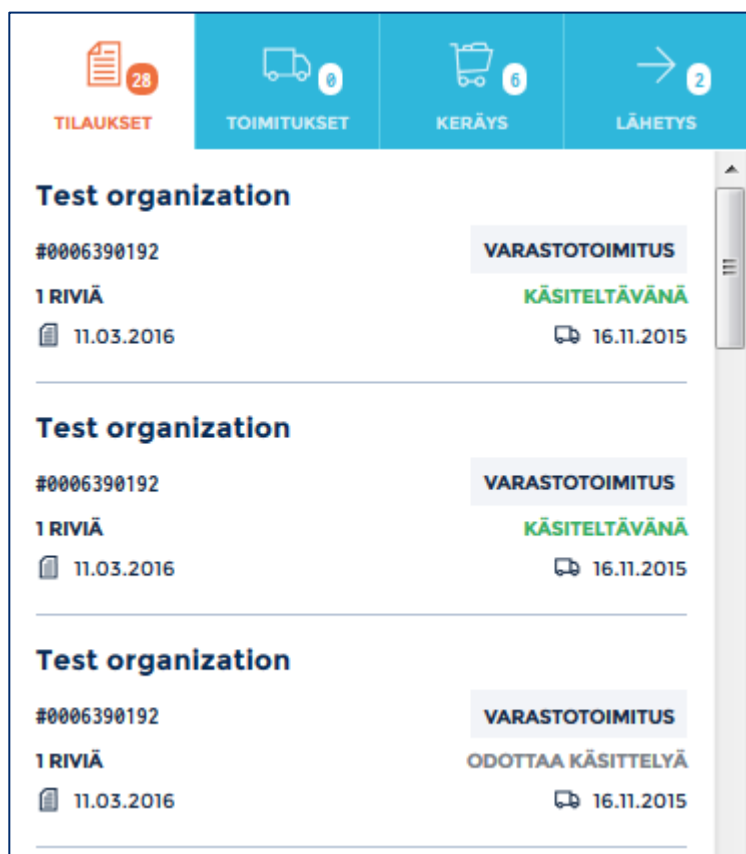 28 0 6 2
TILAUKSET TOIMITUKSET KERÄYS LÄHETYS
Test organization
#0006390192 VARASTOTOIMITUS
1 RIVIÄ KÄSITELTÄVÄNÄ
11.03.2016 16.11.2015
Test organization
#0006390192 VARASTOTOIMITUS
1 RIVIÄ KÄSITELTÄVÄNÄ
11.03.2016 16.11.2015
Test organization
#0006390192 VARASTOTOIMITUS
1 RIVIÄ ODOTTAA KÄSITTELYÄ
11.03.2016 16.11.2015